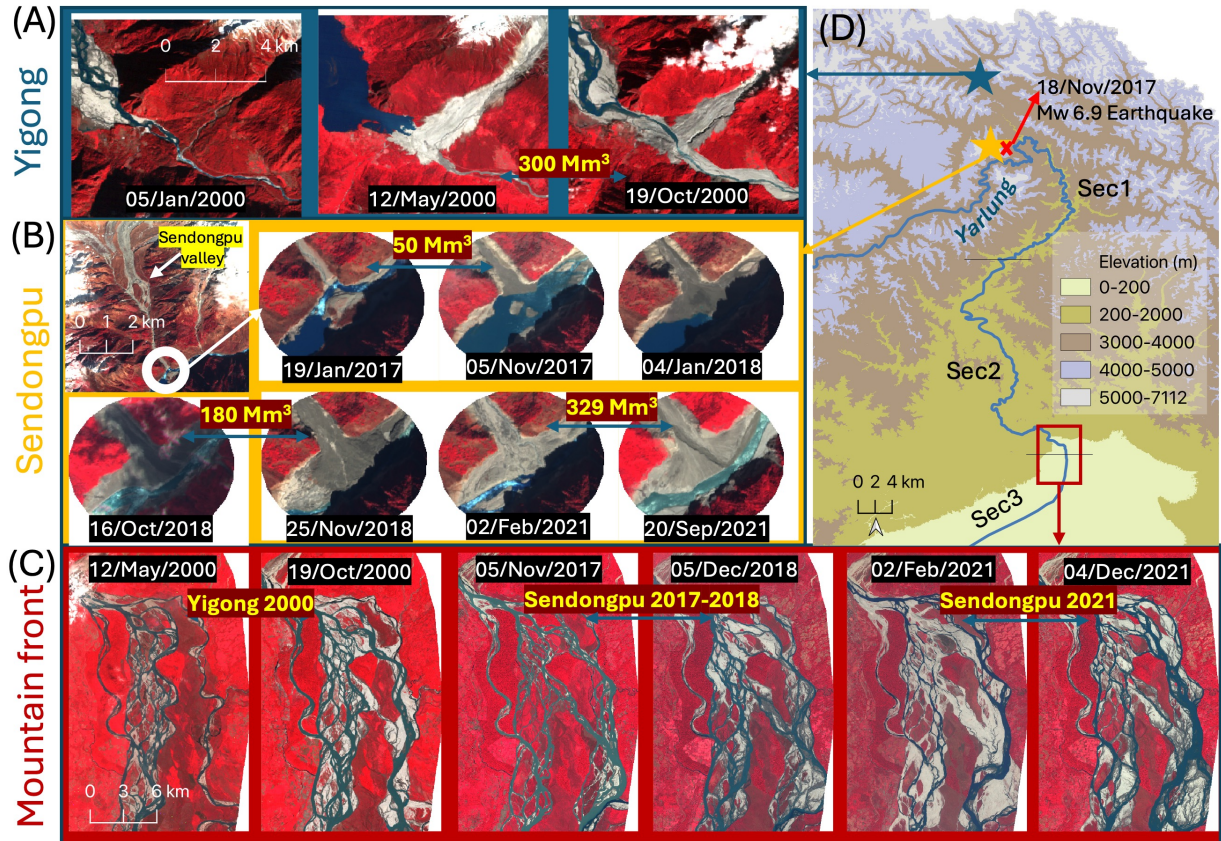 (A)
Yigong
0 2 4 km
05/Jan/2000
12/May/2000
300 Mm³
19/Oct/2000
(B)
Sendongpu
Sendongpu
valley
0 1 2 km
50 Mm³
19/Jan/2017
05/Nov/2017
04/Jan/2018
180 Mm³
329 Mm³
16/Oct/2018
25/Nov/2018
02/Feb/2021
20/Sep/2021
(C)
Mountain front
12/May/2000
19/Oct/2000
05/Nov/2017
05/Dec/2018
02/Feb/2021
04/Dec/2021
Yigong 2000
Sendongpu 2017-2018
Sendongpu 2021
0 3 6 km
(D)
18/Nov/2017
Mw 6.9 Earthquake
x
Yarlung
Sec1
Sec2
Sec3
Elevation (m)
0-200
200-2000
3000-4000
4000-5000
5000-7112
0 2 4 km